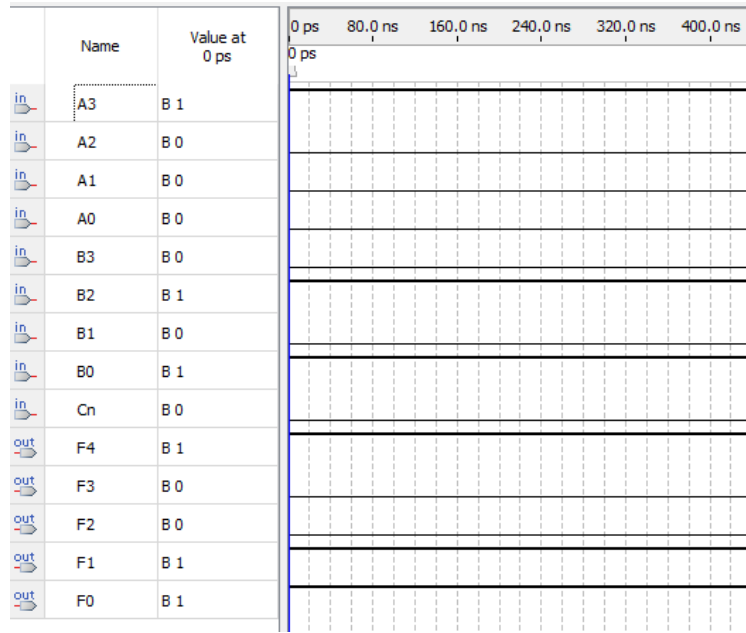 Name Value at 0 ps 0 ps 80.0 ns 160.0 ns 240.0 ns 320.0 ns 400.0 ns
0 ps
in A3 B 1
in A2 B 0
in A1 B 0
in A0 B 0
in B3 B 0
in B2 B 1
in B1 B 0
in B0 B 1
in Cn B 0
out F4 B 1
out F3 B 0
out F2 B 0
out F1 B 1
out F0 B 1